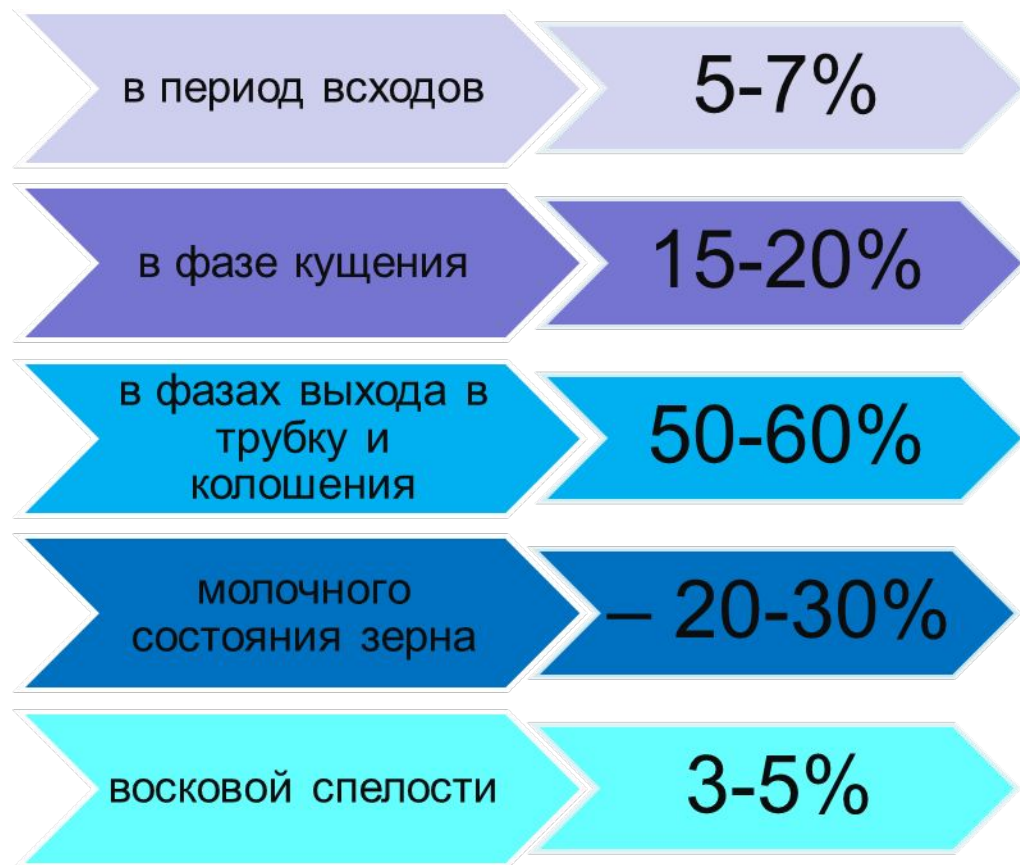 в период всходов
5-7%
в фазе кущения
15-20%
в фазах выхода в
трубку и
колошения
50-60%
молочного
состояния зерна
– 20-30%
восковой спелости
3-5%